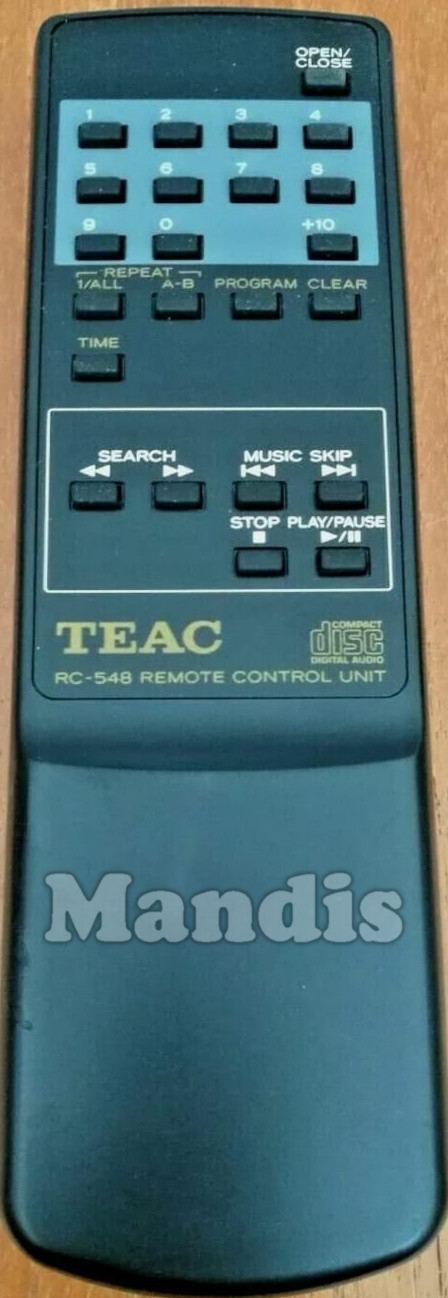 OPEN/
CLOSE
1 2 3 4
5 6 7 8
9 0 +10
REPEAT
1/ALL A-B PROGRAM CLEAR
TIME
SEARCH MUSIC SKIP
STOP PLAY/PAUSE
TEAC
COMPACT
disc
DIGITAL AUDIO
RC-548 REMOTE CONTROL UNIT
Mandis